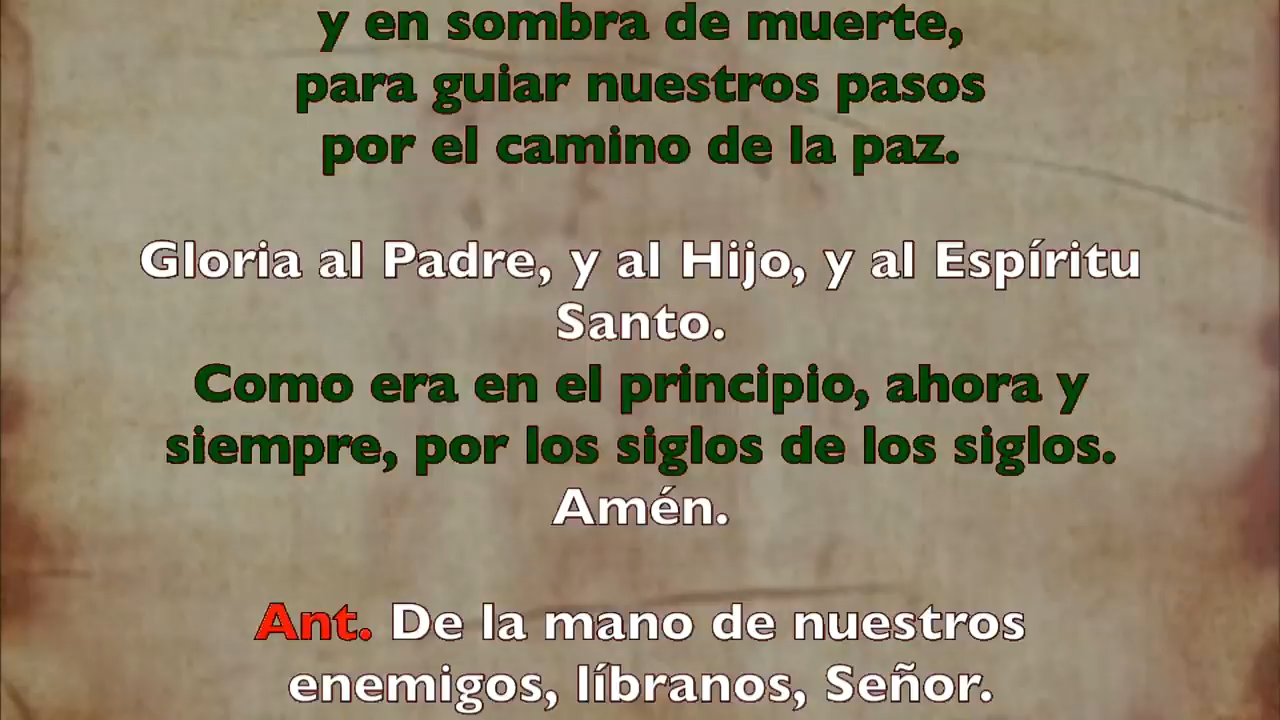 y en sombra de muerte,
para guiar nuestros pasos
por el camino de la paz.
Gloria al Padre, y al Hijo, y al Espíritu
Santo.
Como era en el principio, ahora y
siempre, por los siglos de los siglos.
Amén.
Ant. De la mano de nuestros
enemigos, líbranos, Señor.